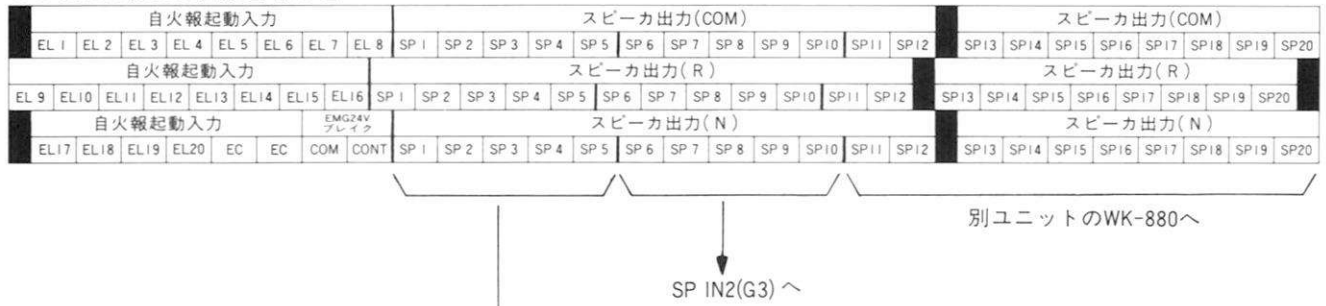 自火報起動入力 スピーカ出力(COM) スピーカ出力(COM)
EL 1 EL 2 EL 3 EL 4 EL 5 EL 6 EL 7 EL 8 SP 1 SP 2 SP 3 SP 4 SP 5 SP 6 SP 7 SP 8 SP 9 SP10 SP11 SP12 SP13 SP14 SP15 SP16 SP17 SP18 SP19 SP20
自火報起動入力 スピーカ出力(R) スピーカ出力(R)
EL 9 EL10 EL11 EL12 EL13 EL14 EL15 EL16 SP 1 SP 2 SP 3 SP 4 SP 5 SP 6 SP 7 SP 8 SP 9 SP10 SP11 SP12 SP13 SP14 SP15 SP16 SP17 SP18 SP19 SP20
自火報起動入力 EMG24V スピーカ出力(N) スピーカ出力(N)
ブレイク
EL17 EL18 EL19 EL20 EC EC COM CONT SP 1 SP 2 SP 3 SP 4 SP 5 SP 6 SP 7 SP 8 SP 9 SP10 SP11 SP12 SP13 SP14 SP15 SP16 SP17 SP18 SP19 SP20
別ユニットのWK-880へ
SP IN2(G3) へ